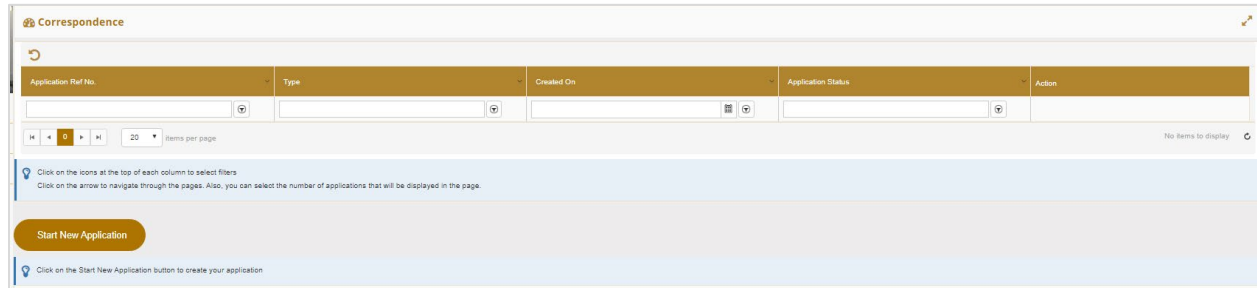 Correspondence
Application Ref No. Type Created On Application Status Action
0 20 items per page No items to display
Click on the icons at the top of each column to select filters
Click on the arrow to navigate through the pages. Also, you can select the number of applications that will be displayed in the page.
Start New Application
Click on the Start New Application button to create your application